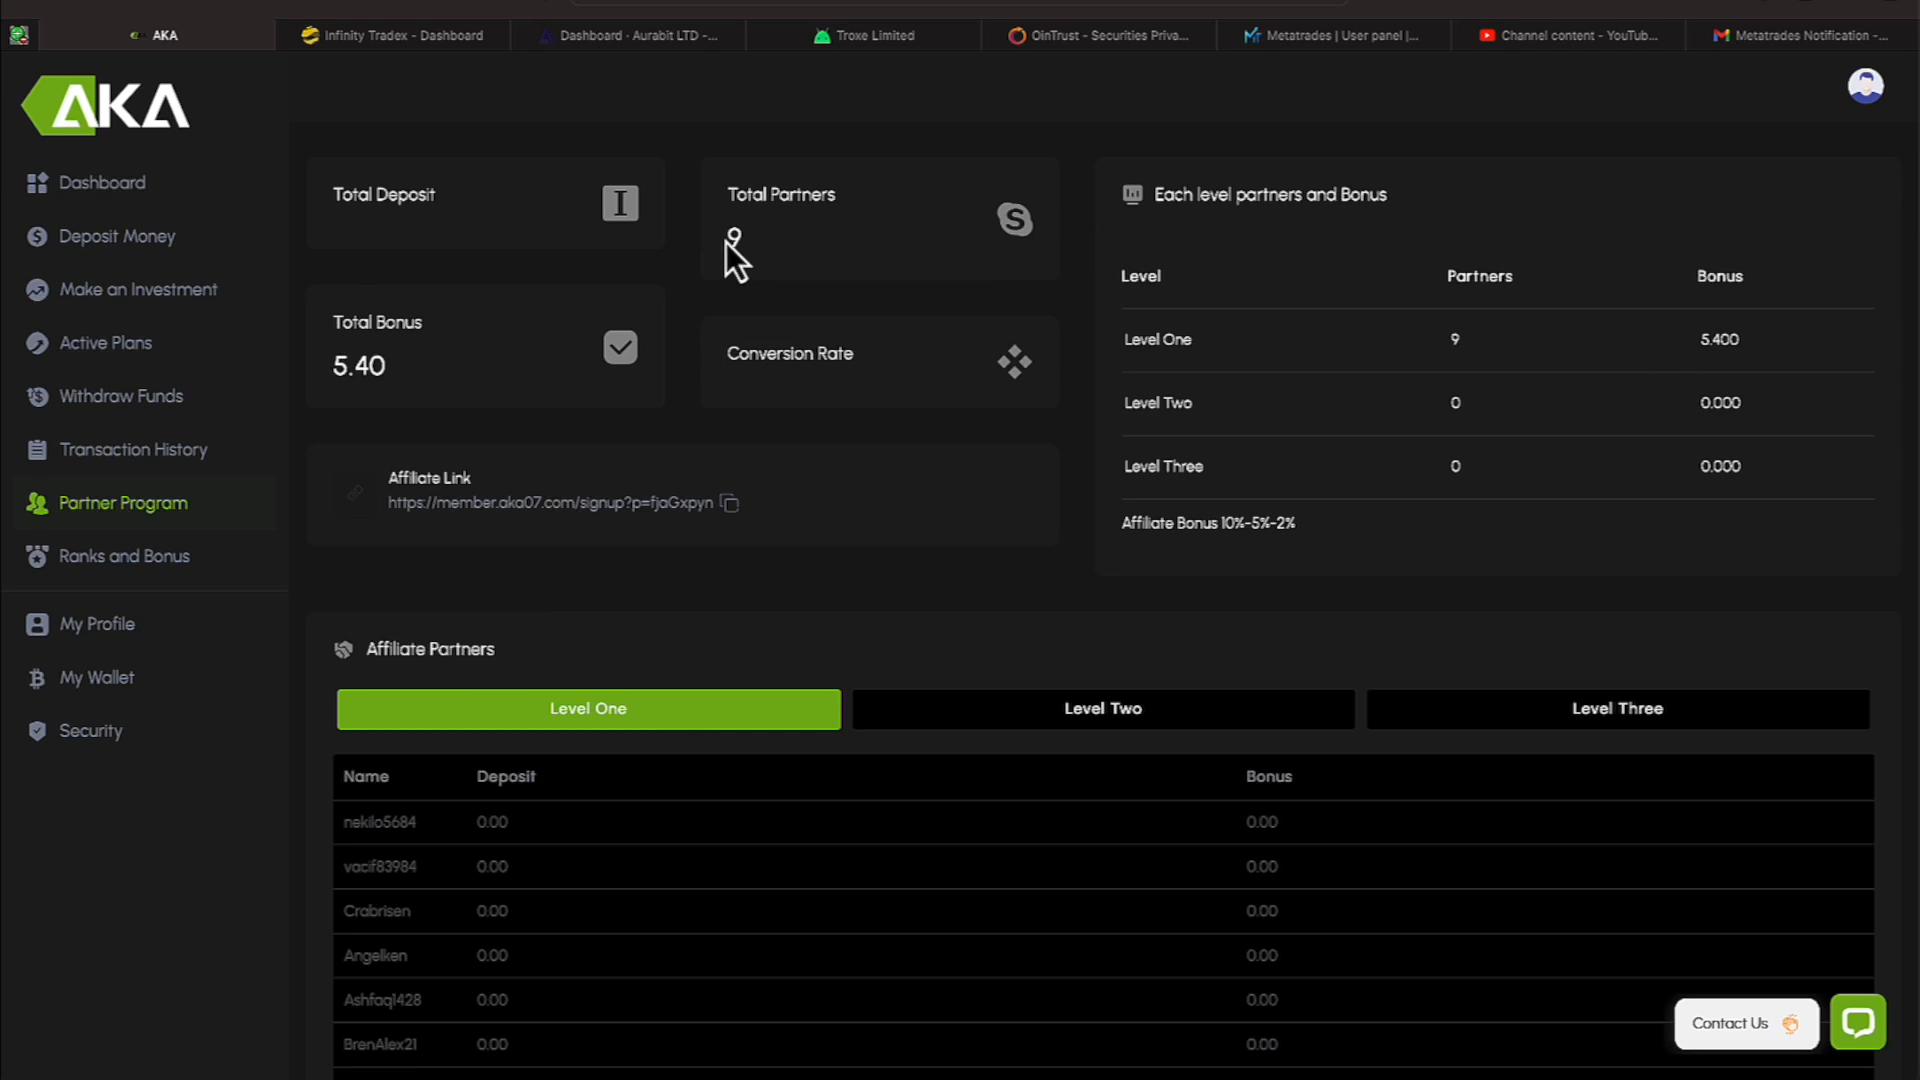 AKA
Infinity Tradex - Dashboard
Dashboard · Aurabit LTD -...
Troxe Limited
OinTrust - Securities Priva...
Metatrades | User panel |...
Channel content - YouTub...
Metatrades Notification -...
AKA
Dashboard
Deposit Money
Make an Investment
Active Plans
Withdraw Funds
Transaction History
Partner Program
Ranks and Bonus
My Profile
My Wallet
Security
Total Deposit
Total Partners
9
Total Bonus
5.40
Conversion Rate
Affiliate Link
https://member.aka07.com/signup?p=fjaGxpyn
Each level partners and Bonus
Level Partners Bonus
Level One 9 5.400
Level Two 0 0.000
Level Three 0 0.000
Affiliate Bonus 10%-5%-2%
Affiliate Partners
Level One Level Two Level Three
Name Deposit Bonus
nekilo5684 0.00 0.00
vacif83984 0.00 0.00
Crabrisen 0.00 0.00
Angelken 0.00 0.00
Ashfaq1428 0.00 0.00
BrenAlex21 0.00 0.00
Contact Us